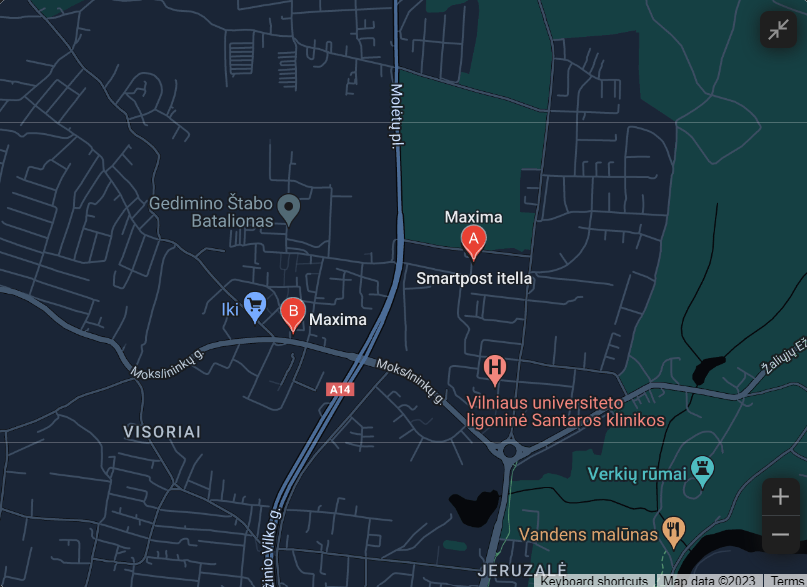 Molėtų pl.
Gedimino Štabo
Batalionas
Maxima
A
Smartpost itella
Iki
B
Maxima
Mokslininkų g.
Mokslininkų g.
A14
H
Vilniaus universiteto
ligoninė Santaros klinikos
Žaliųjų Ež
VISORIAI
Verkių rūmai
Vandens malūnas
žinio Vilko g.
JERUZALĖ
Keyboard shortcuts
Map data ©2023
Terms